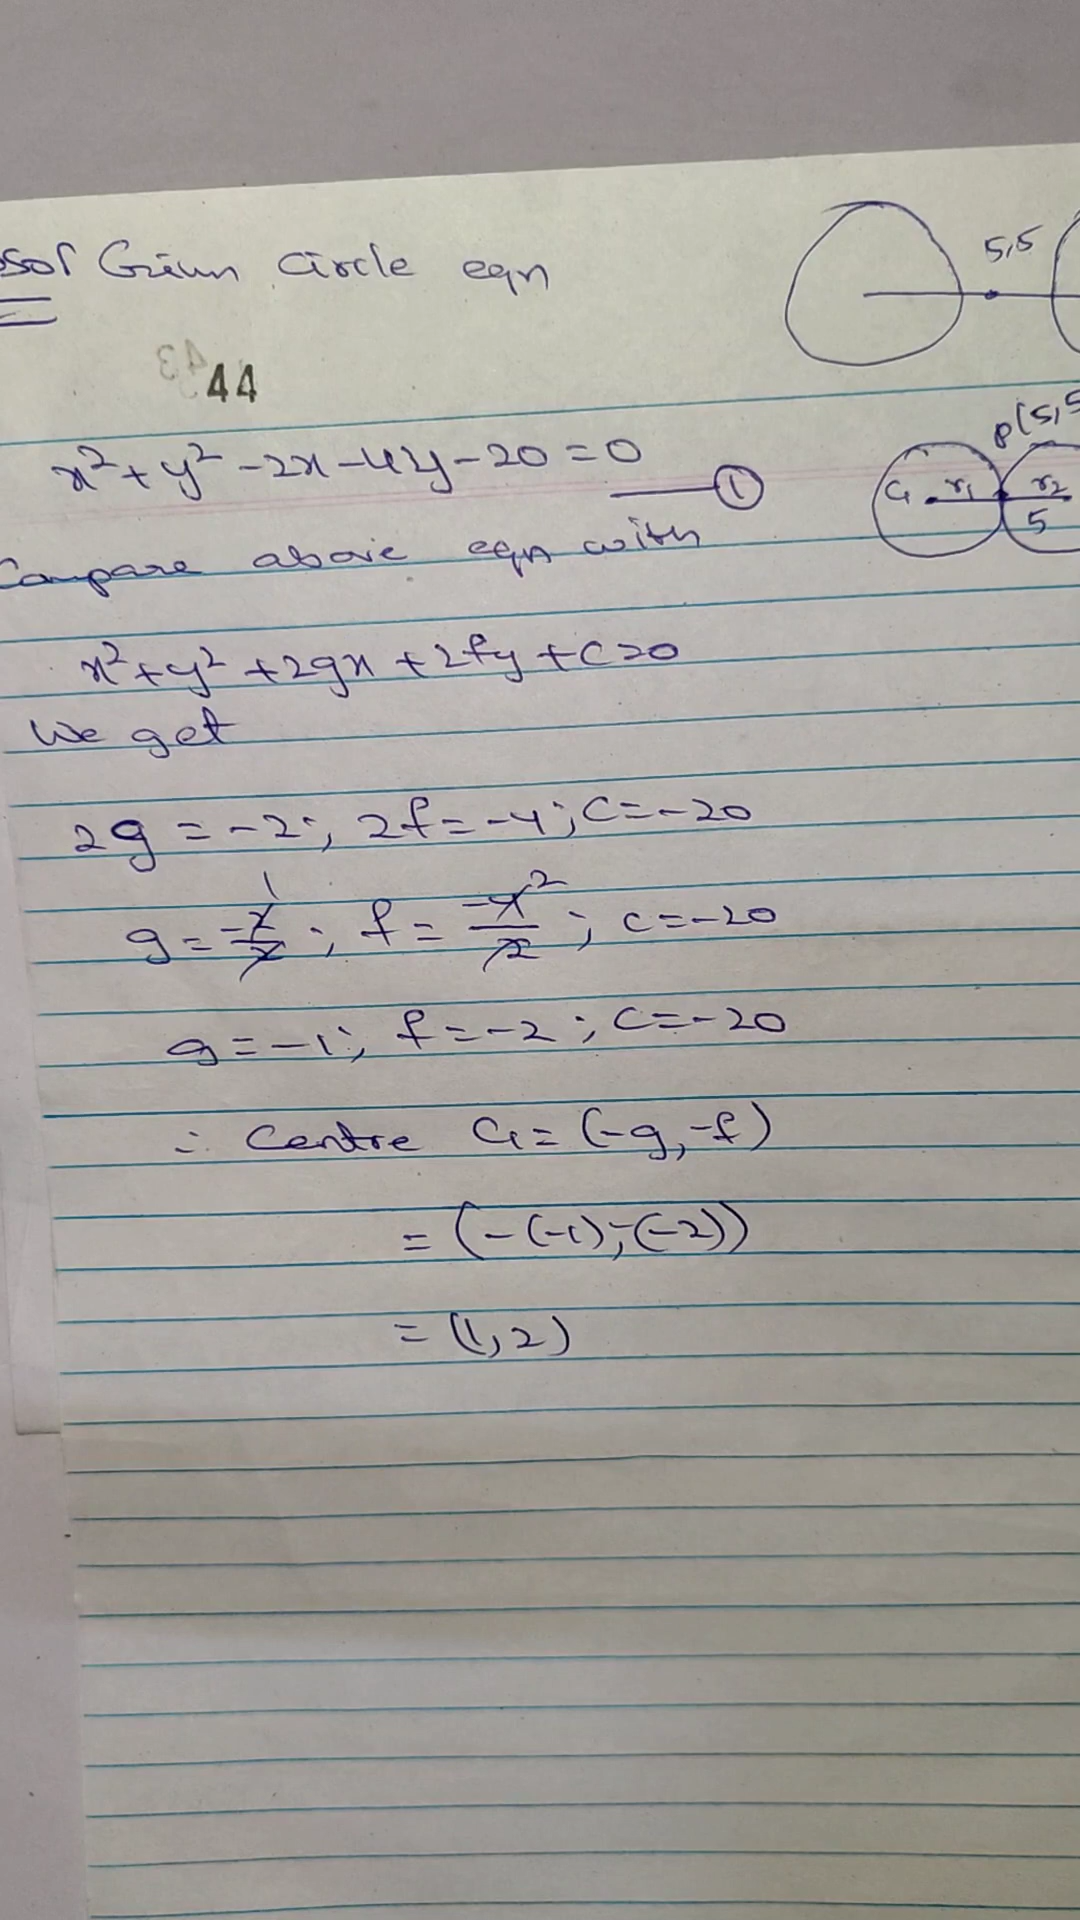 sol Given circle eqn
5,5
44
x² + y² - 2x - 4y - 20 = 0 ——①
P(5,5
C₁ r₁ r₂
5
Compare above eqn with
x² + y² + 2gx + 2fy + c = 0
We get
2g = -2 ; 2f = -4 ; C = -20
1 2
g = -2/2 ; f = -4/2 ; c = -20
g = -1 ; f = -2 ; C = -20
∴ Centre C₁ = (-g, -f)
= (-(-1), -(-2))
= (1, 2)